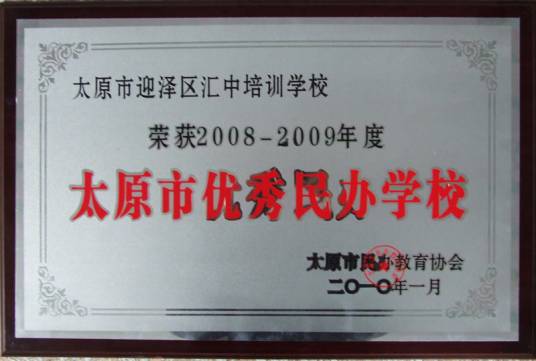 太原市迎泽区汇中培训学校
荣获2008-2009年度
太原市优秀民办学校
太原市民办教育协会
二〇一〇年一月